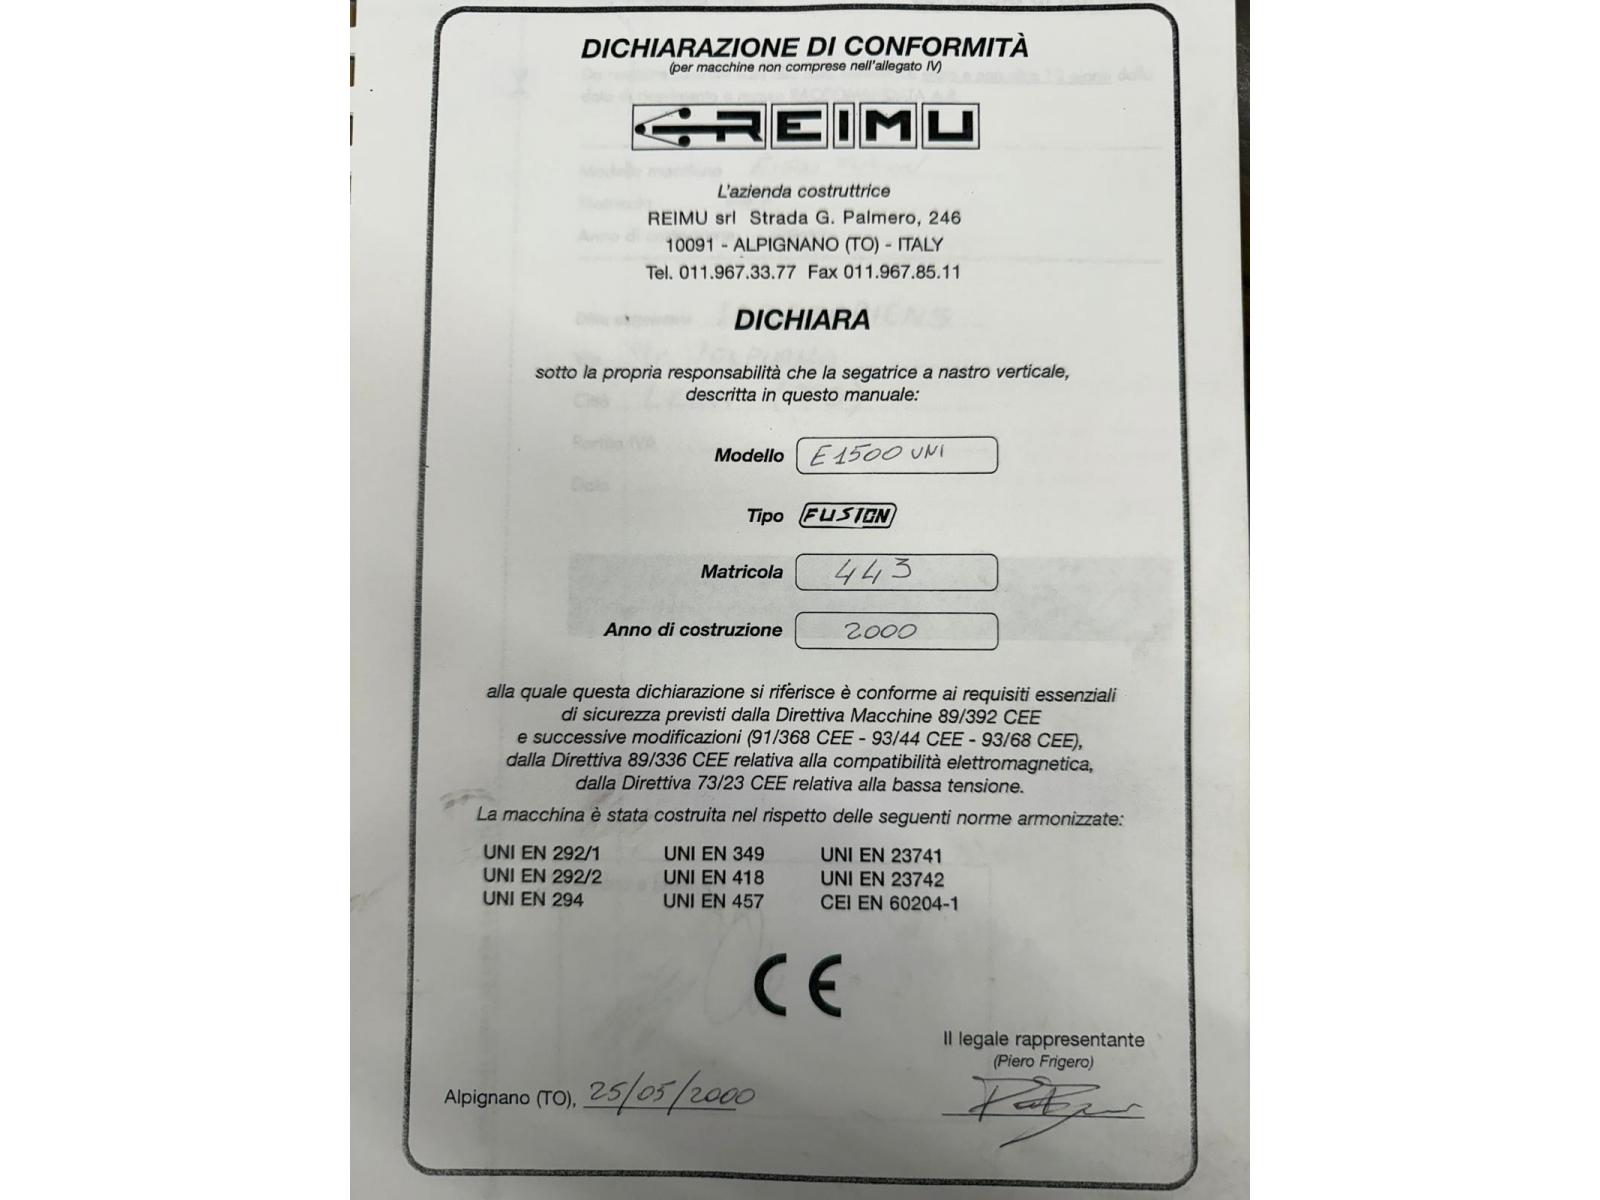 DICHIARAZIONE DI CONFORMITÀ
(per macchine non comprese nell'allegato IV)
REIMU
L'azienda costruttrice
REIMU srl Strada G. Palmero, 246
10091 - ALPIGNANO (TO) - ITALY
Tel. 011.967.33.77 Fax 011.967.85.11
DICHIARA
sotto la propria responsabilità che la segatrice a nastro verticale,
descritta in questo manuale:
Modello E1500 UNI
Tipo FUSION
Matricola 443
Anno di costruzione 2000
alla quale questa dichiarazione si riferisce è conforme ai requisiti essenziali
di sicurezza previsti dalla Direttiva Macchine 89/392 CEE
e successive modificazioni (91/368 CEE - 93/44 CEE - 93/68 CEE),
dalla Direttiva 89/336 CEE relativa alla compatibilità elettromagnetica,
dalla Direttiva 73/23 CEE relativa alla bassa tensione.
La macchina è stata costruita nel rispetto delle seguenti norme armonizzate:
UNI EN 292/1 UNI EN 349 UNI EN 23741
UNI EN 292/2 UNI EN 418 UNI EN 23742
UNI EN 294 UNI EN 457 CEI EN 60204-1
CE
Il legale rappresentante
(Piero Frigero)
Alpignano (TO), 25/05/2000